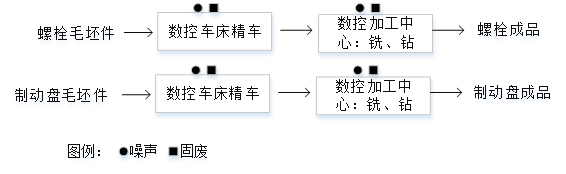 螺栓毛坯件 数控车床精车 数控加工中心：铣、钻 螺栓成品
制动盘毛坯件 数控车床精车 数控加工中心：铣、钻 制动盘成品
图例： ●噪声 ■固废